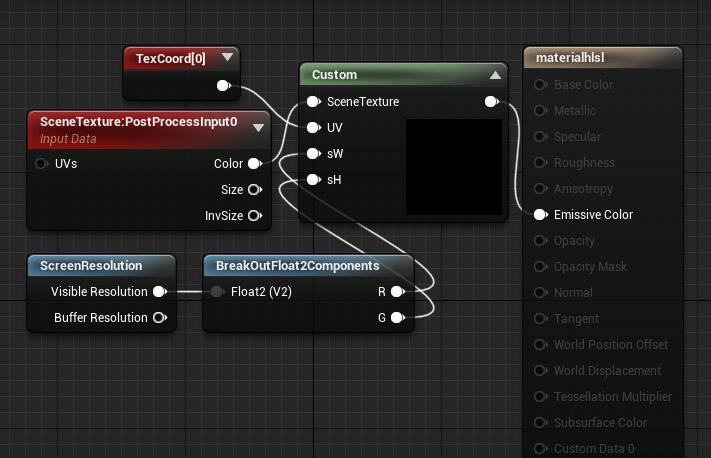 TexCoord[0]
SceneTexture:PostProcessInput0
Input Data
UVs
Color
Size
InvSize
ScreenResolution
Visible Resolution
Buffer Resolution
BreakOutFloat2Components
Float2 (V2)
R
G
Custom
SceneTexture
UV
sW
sH
materialhlsl
Base Color
Metallic
Specular
Roughness
Anisotropy
Emissive Color
Opacity
Opacity Mask
Normal
Tangent
World Position Offset
World Displacement
Tessellation Multiplier
Subsurface Color
Custom Data 0